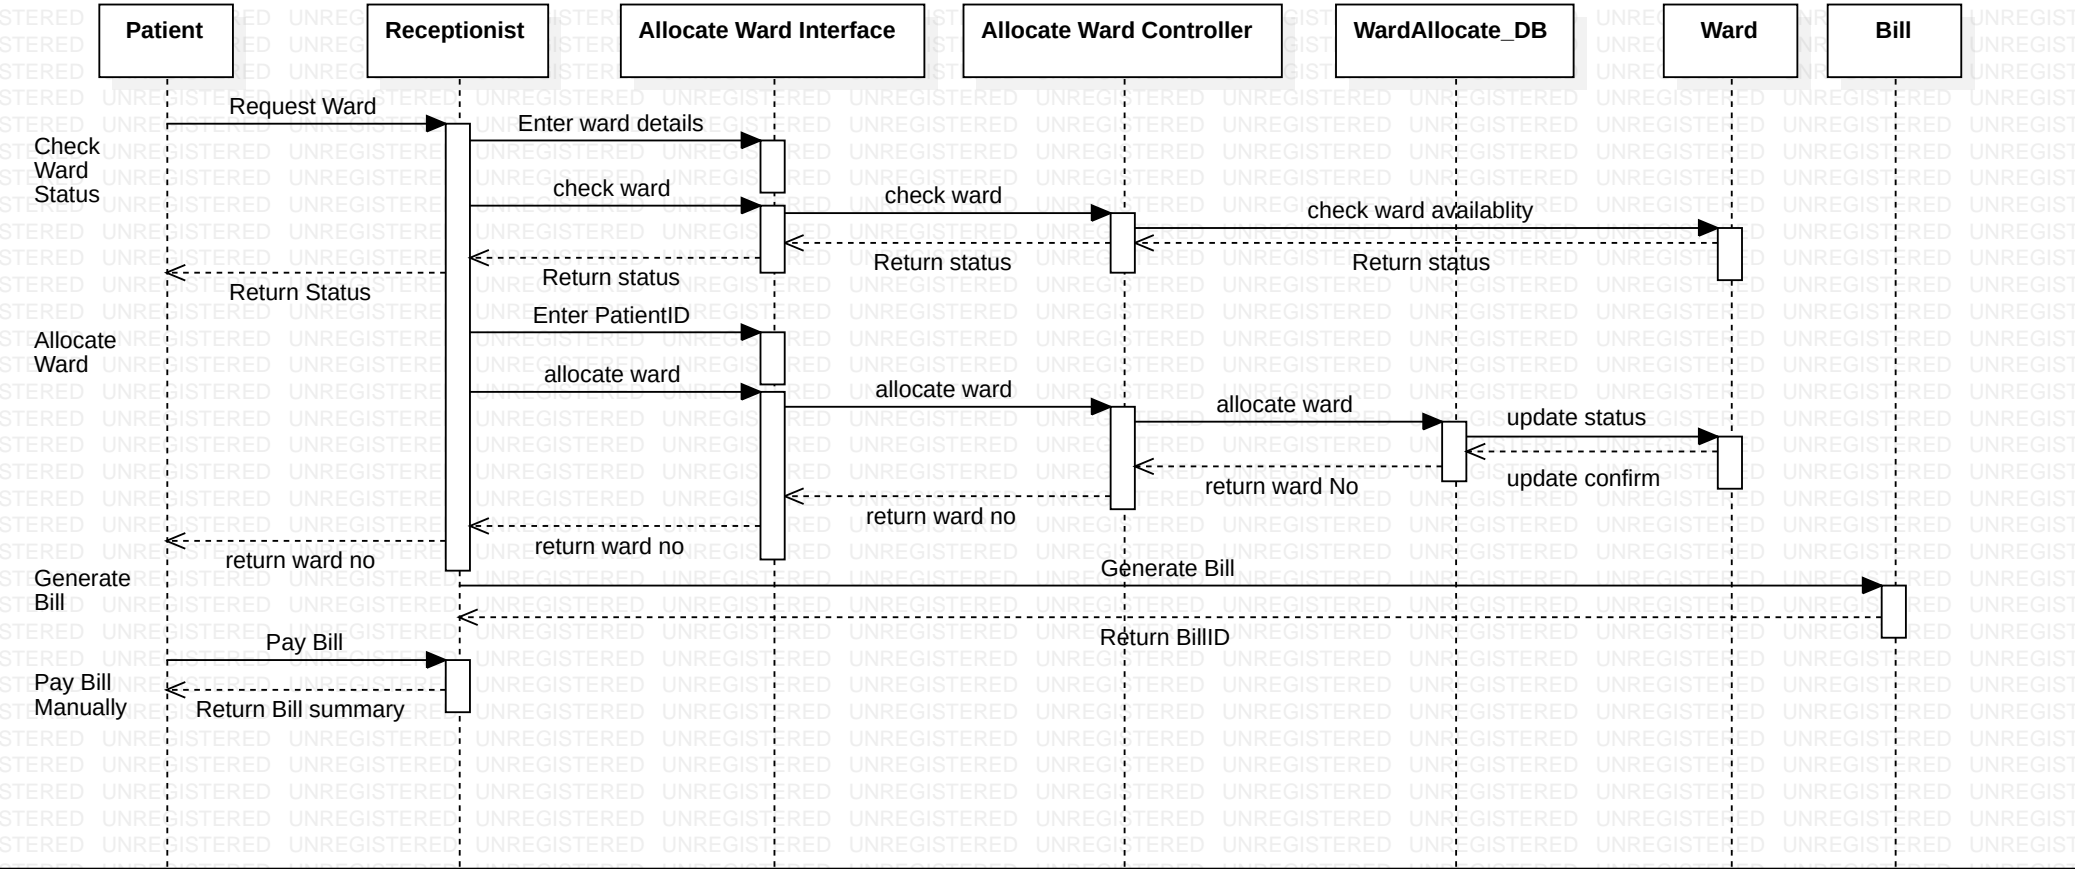 Patient
Receptionist
Allocate Ward Interface
Allocate Ward Controller
WardAllocate_DB
Ward
Bill
Request Ward
Enter ward details
Check
Ward
Status
check ward
check ward
check ward availablity
Return status
Return status
Return status
Return Status
Enter PatientID
Allocate
Ward
allocate ward
allocate ward
allocate ward
update status
update confirm
return ward No
return ward no
return ward no
return ward no
Generate
Bill
Generate Bill
Return BillID
Pay Bill
Pay Bill
Manually
Return Bill summary
UNREGISTERED